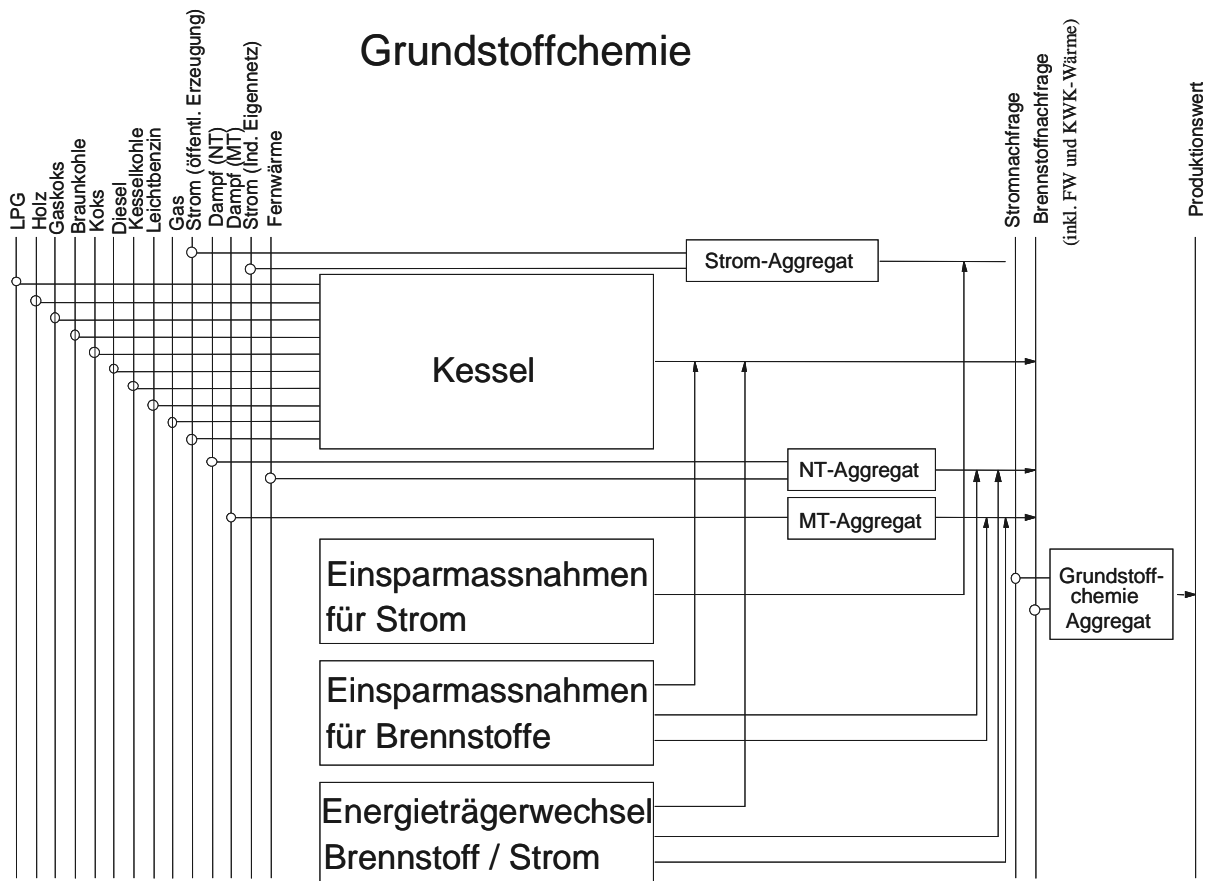 Grundstoffchemie
LPG
Holz
Gaskoks
Braunkohle
Koks
Diesel
Kesselkohle
Leichtbenzin
Gas
Strom (öffentl. Erzeugung)
Dampf (NT)
Dampf (MT)
Strom (Ind. Eigennetz)
Fernwärme
Stromnachfrage
Brennstoffnachfrage
(inkl. FW und KWK-Wärme)
Produktionswert
Strom-Aggregat
Kessel
NT-Aggregat
MT-Aggregat
Einsparmassnahmen
für Strom
Grundstoff-
chemie
Aggregat
Einsparmassnahmen
für Brennstoffe
Energieträgerwechsel
Brennstoff / Strom